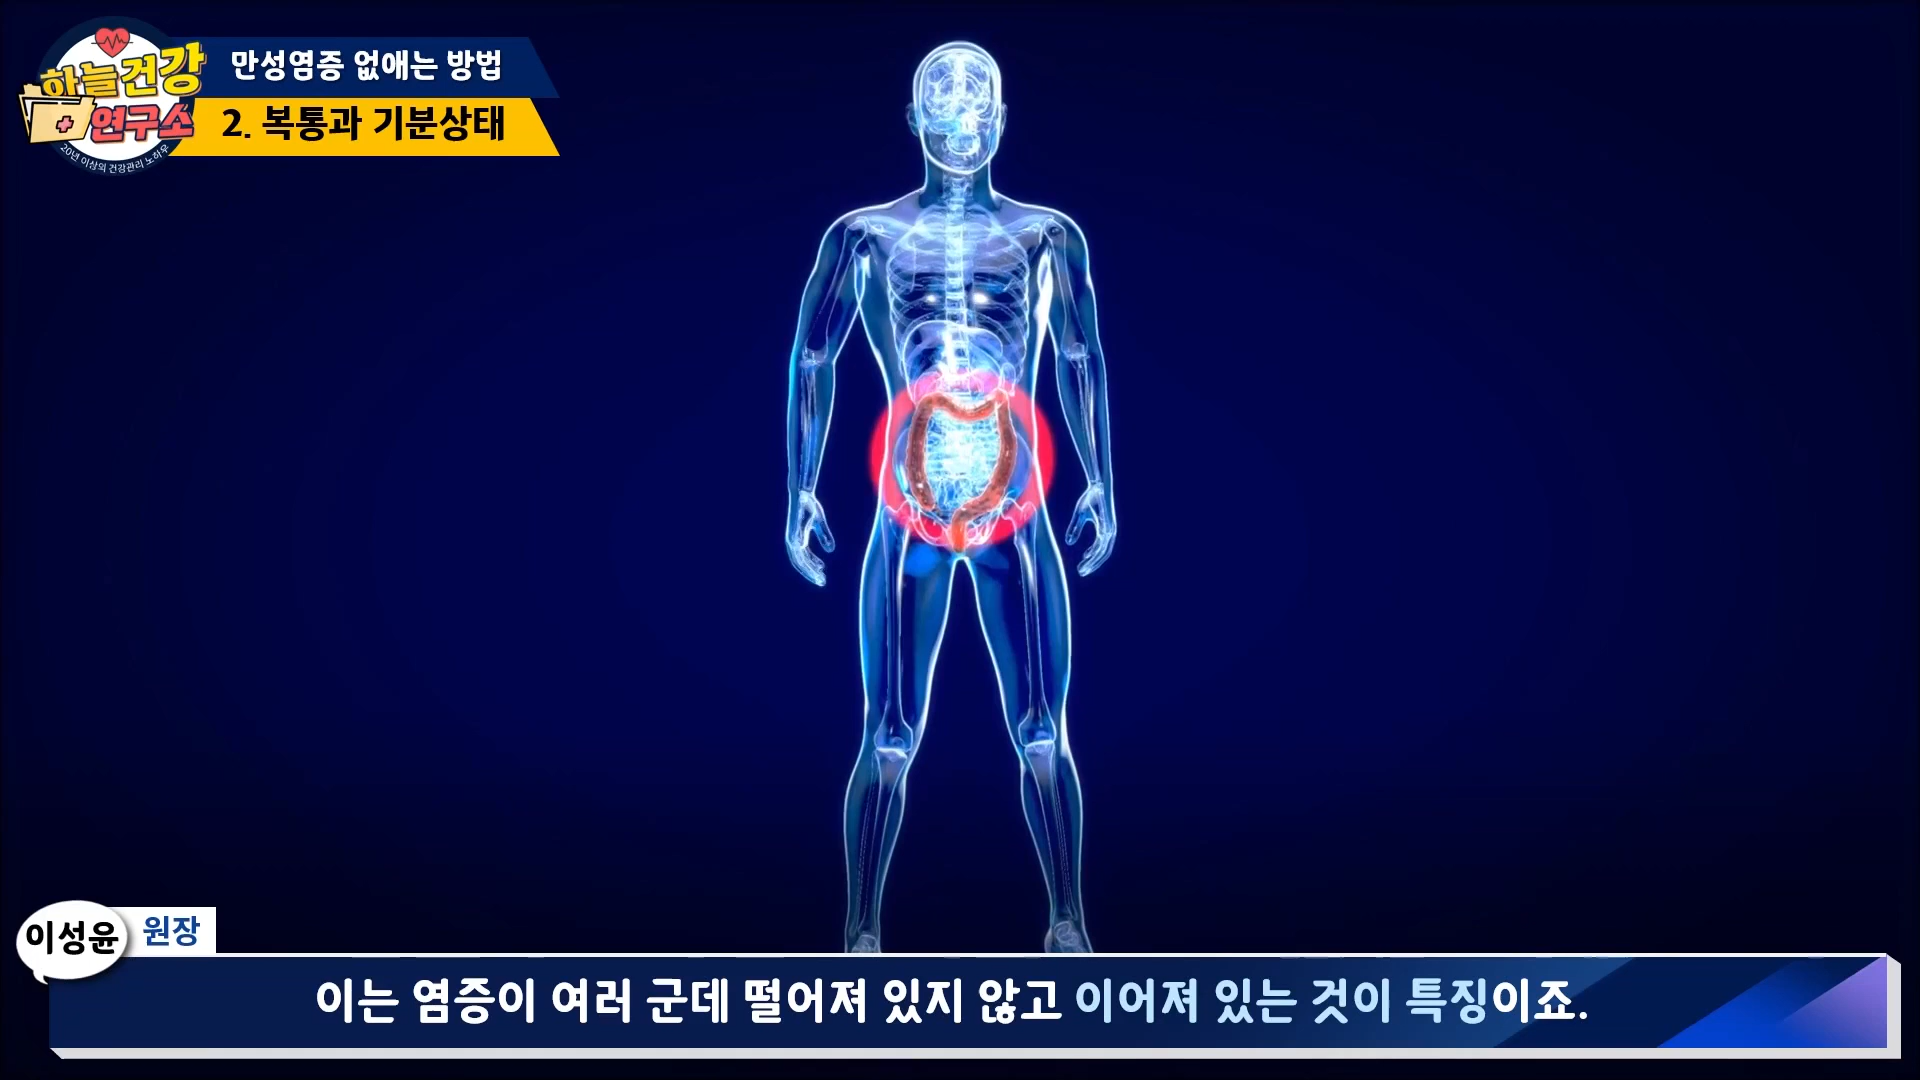 하늘건강
연구소
20년 이상의 건강관리 노하우
만성염증 없애는 방법
2. 복통과 기분상태
이성윤 원장
이는 염증이 여러 군데 떨어져 있지 않고 이어져 있는 것이 특징이죠.